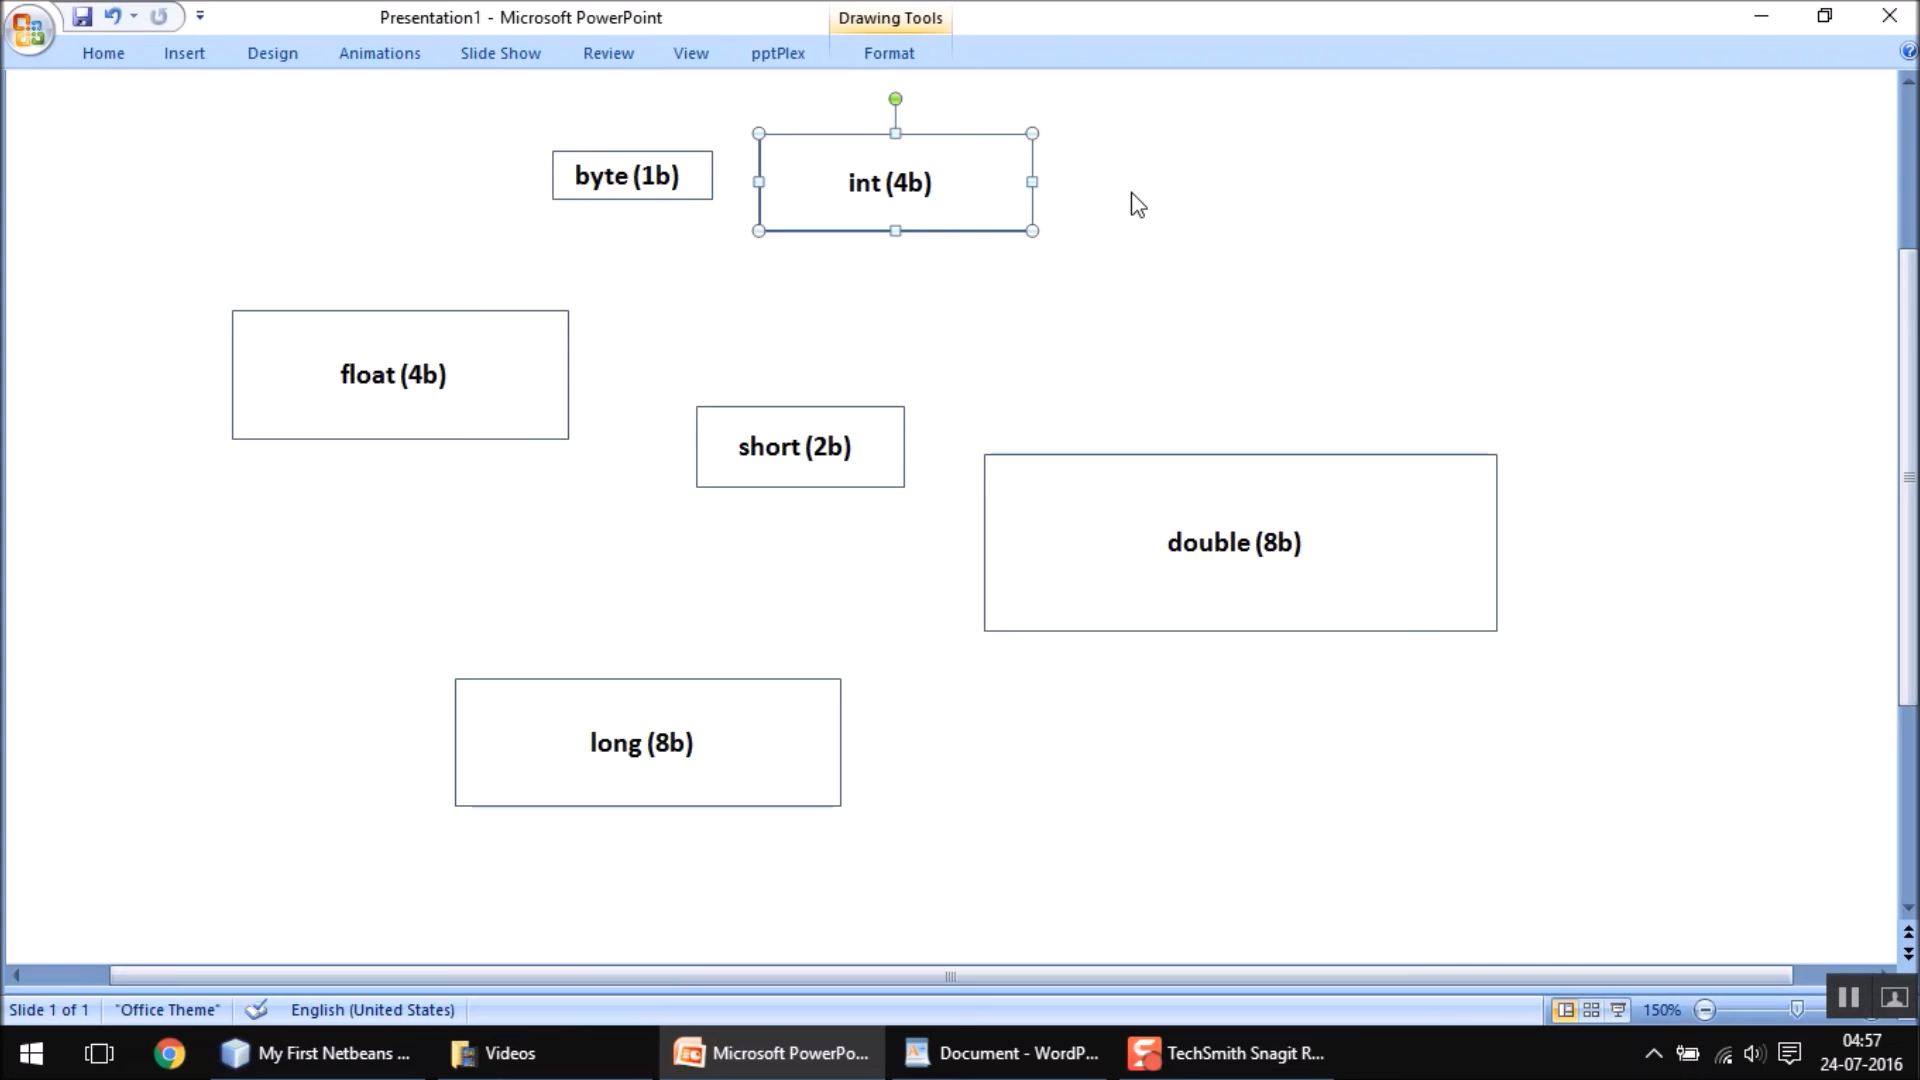 Presentation1 - Microsoft PowerPoint
Drawing Tools
Home
Insert
Design
Animations
Slide Show
Review
View
pptPlex
Format
byte (1b)
int (4b)
float (4b)
short (2b)
double (8b)
long (8b)
Slide 1 of 1
"Office Theme"
English (United States)
150%
My First Netbeans ...
Videos
Microsoft PowerPo...
Document - WordP...
TechSmith Snagit R...
04:57
24-07-2016